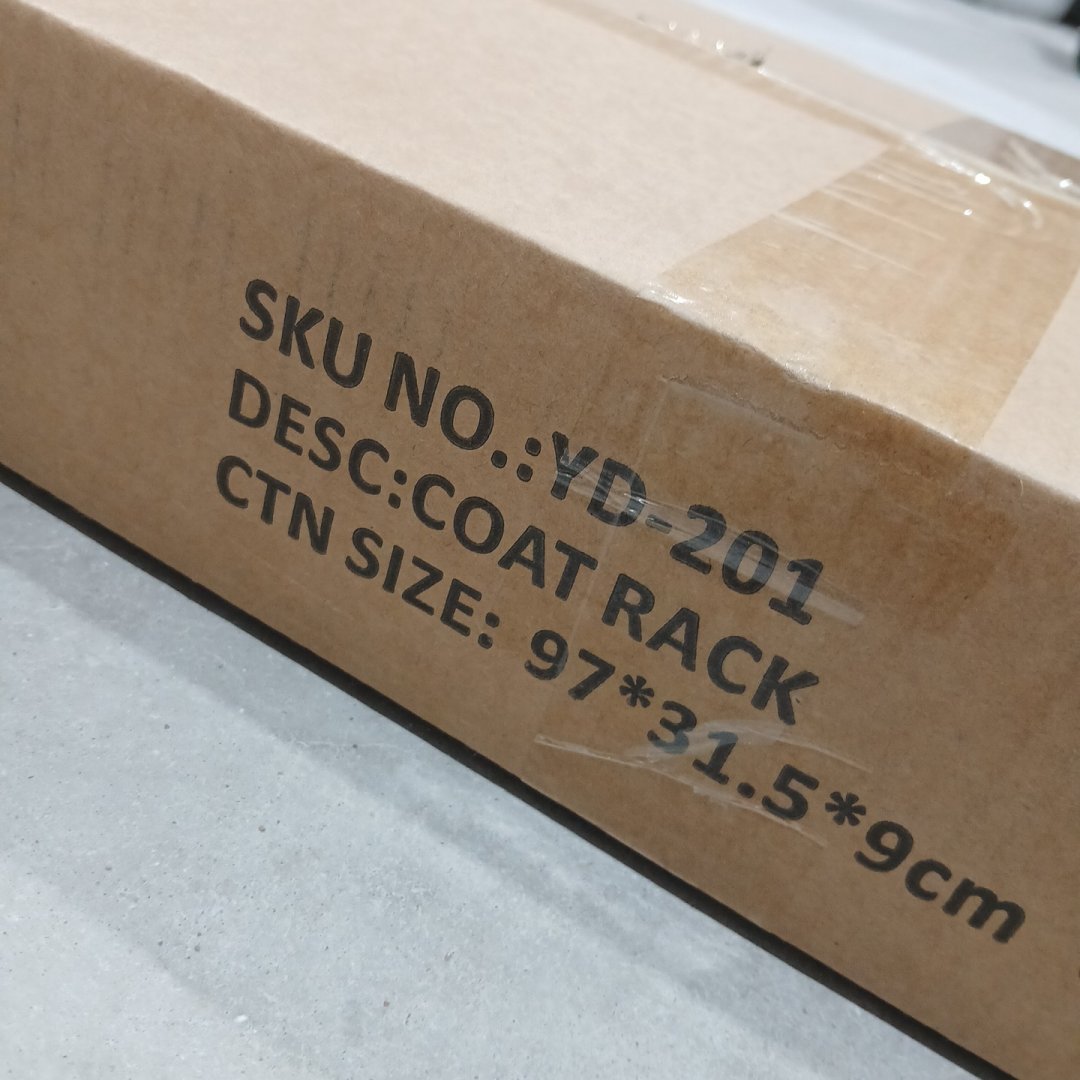 SKU NO.:YD-201
DESC:COAT RACK
CTN SIZE: 97*31.5*9cm